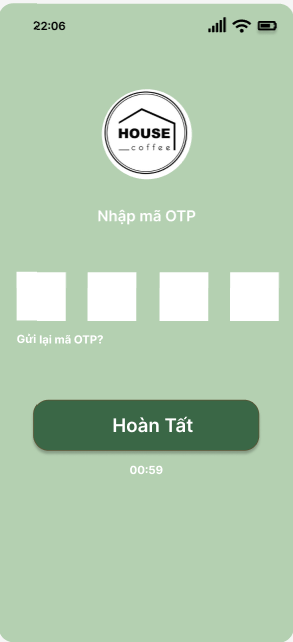 22:06
HOUSE
coffee
Nhập mã OTP
Gửi lại mã OTP?
Hoàn Tất
00:59